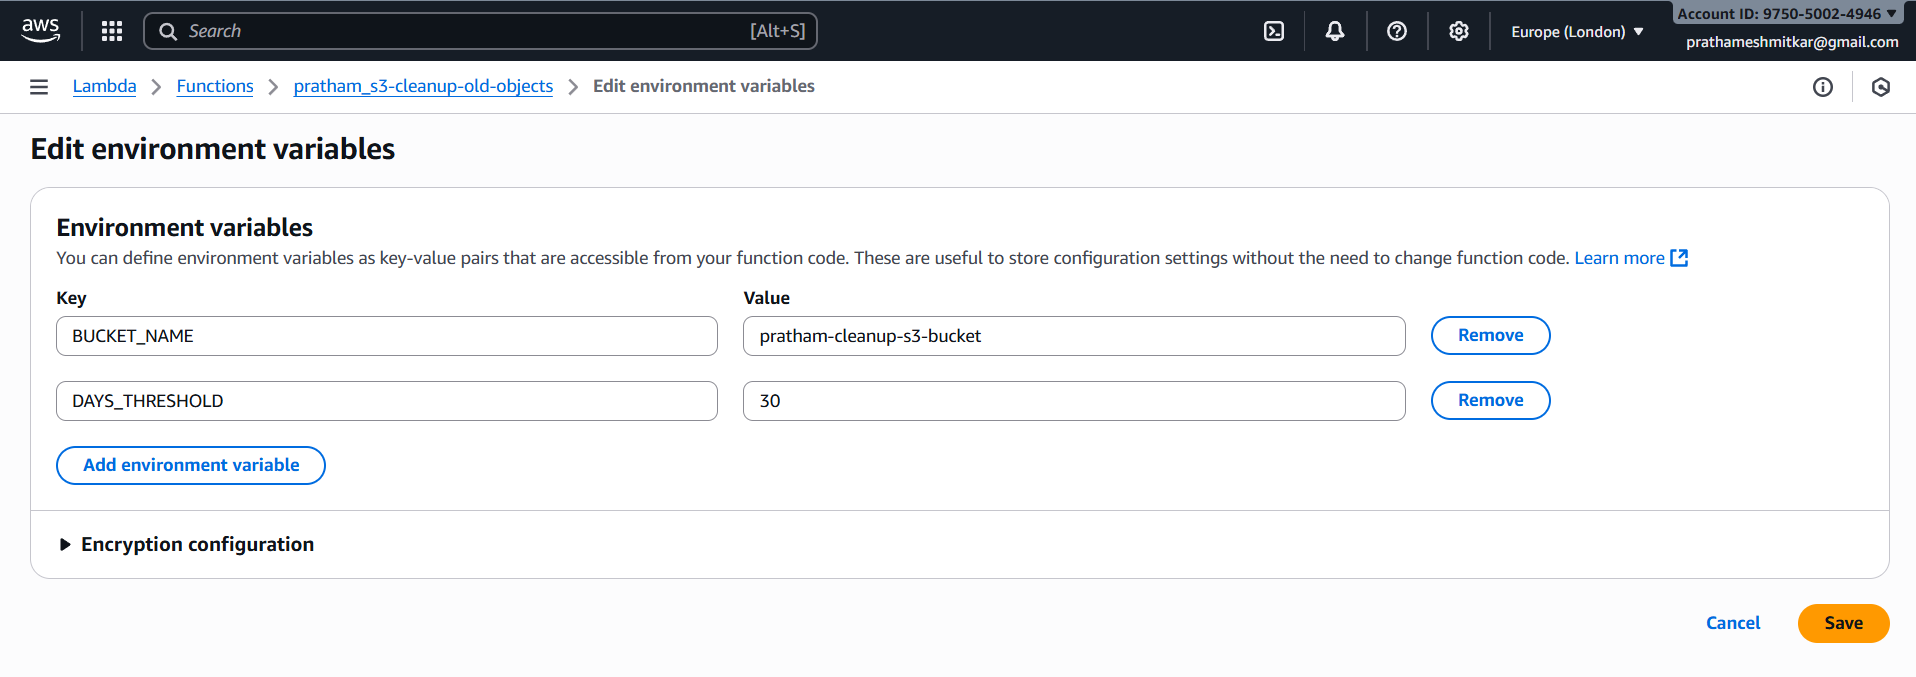 aws
Search [Alt+S]
Europe (London)
Account ID: 9750-5002-4946
prathameshmitkar@gmail.com
Lambda Functions pratham_s3-cleanup-old-objects Edit environment variables
Edit environment variables
Environment variables
You can define environment variables as key-value pairs that are accessible from your function code. These are useful to store configuration settings without the need to change function code. Learn more
Key Value
BUCKET_NAME pratham-cleanup-s3-bucket Remove
DAYS_THRESHOLD 30 Remove
Add environment variable
Encryption configuration
Cancel Save